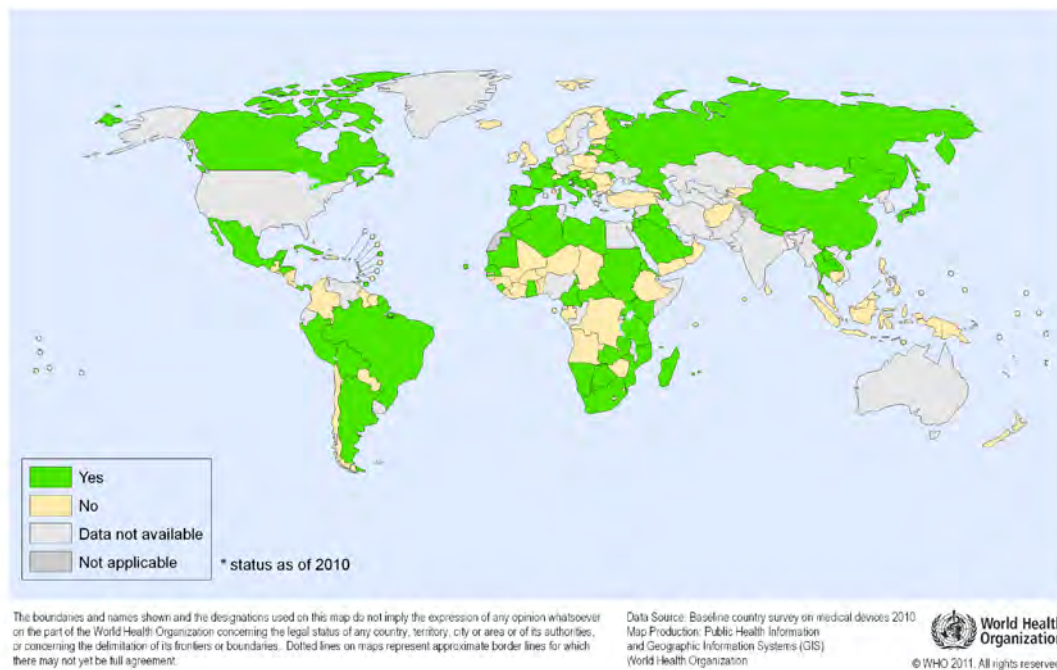 Yes
No
Data not available
Not applicable
* status as of 2010
The boundaries and names shown and the designations used on this map do not imply the expression of any opinion whatsoever
on the part of the World Health Organization concerning the legal status of any country, territory, city or area or of its authorities,
or concerning the delimitation of its frontiers or boundaries. Dotted lines on maps represent approximate border lines for which
there may not yet be full agreement.
Data Source: Baseline country survey on medical devices 2010
Map Production: Public Health Information
and Geographic Information Systems (GIS)
World Health Organization
World Health
Organization
© WHO 2011. All rights reserved